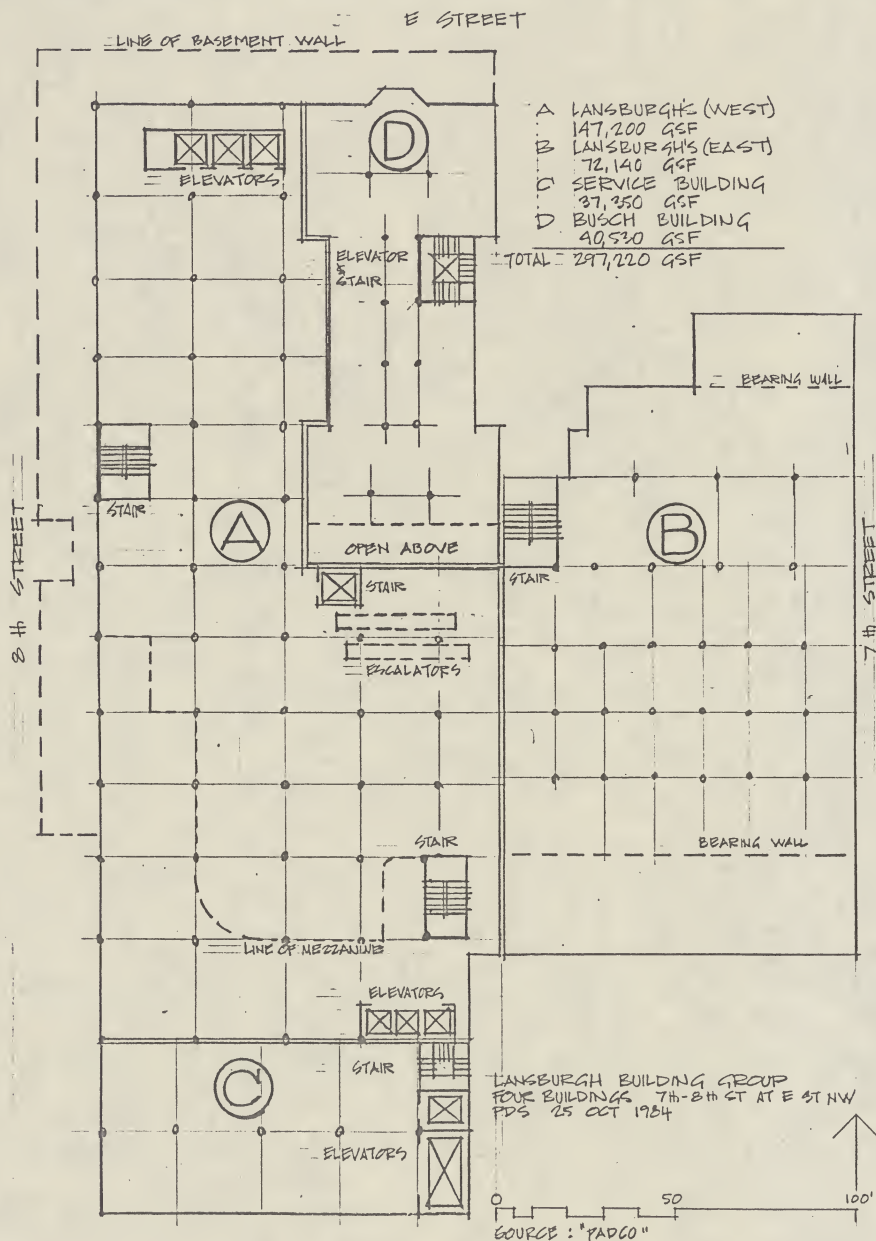 E STREET
LINE OF BASEMENT WALL
A LANSBURGH'S (WEST)
147,200 GSF
B LANSBURGH'S (EAST)
72,140 GSF
C SERVICE BUILDING
37,350 GSF
D BUSCH BUILDING
40,530 GSF
TOTAL = 297,220 GSF
D
ELEVATORS
ELEVATOR
&
STAIR
BEARING WALL
STAIR
A
B
8TH STREET
7TH STREET
OPEN ABOVE
STAIR
STAIR
ESCALATORS
STAIR
BEARING WALL
LINE OF MEZZANINE
ELEVATORS
STAIR
C
ELEVATORS
LANSBURGH BUILDING GROUP
FOUR BUILDINGS 7TH-8TH ST AT E ST NW
PDS 25 OCT 1984
0 50 100'
SOURCE: "PADCO"